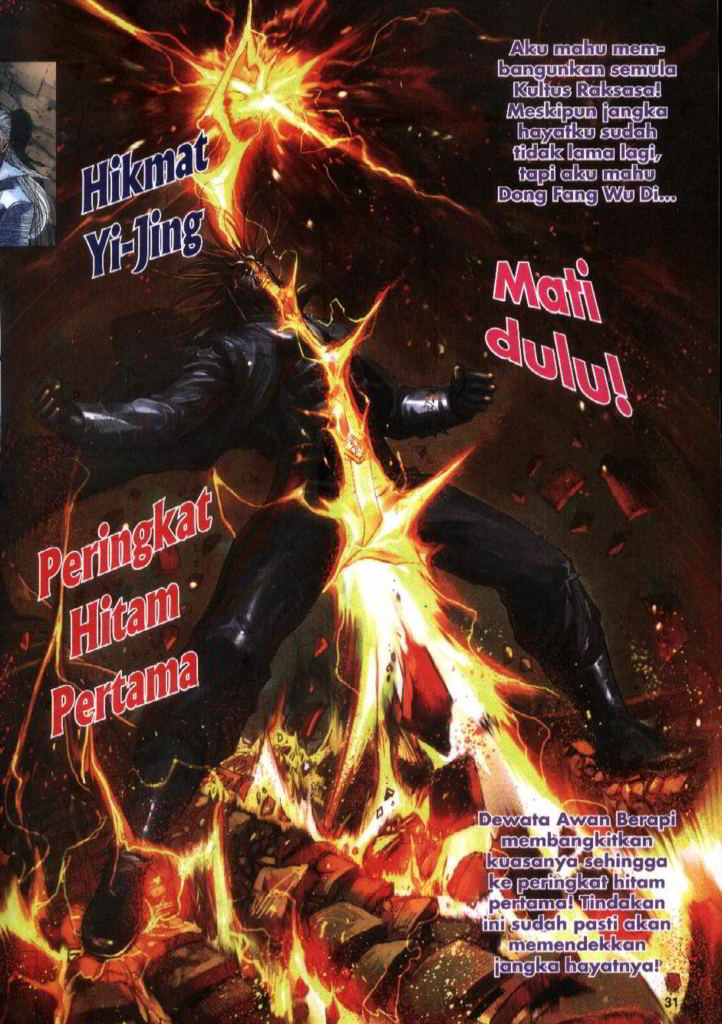 Aku mahu mem-
bangunkan semula
Kultus Raksasa!
Meskipun jangka
hayatku sudah
tidak lama lagi,
tapi aku mahu
Dong Fang Wu Di...
Hikmat
Yi-Jing
Mati
dulu!
Peringkat
Hitam
Pertama
Dewata Awan Berapi
membangkitkan
kuasanya sehingga
ke peringkat hitam
pertama! Tindakan
ini sudah pasti akan
memendekkan
jangka hayatnya!
31